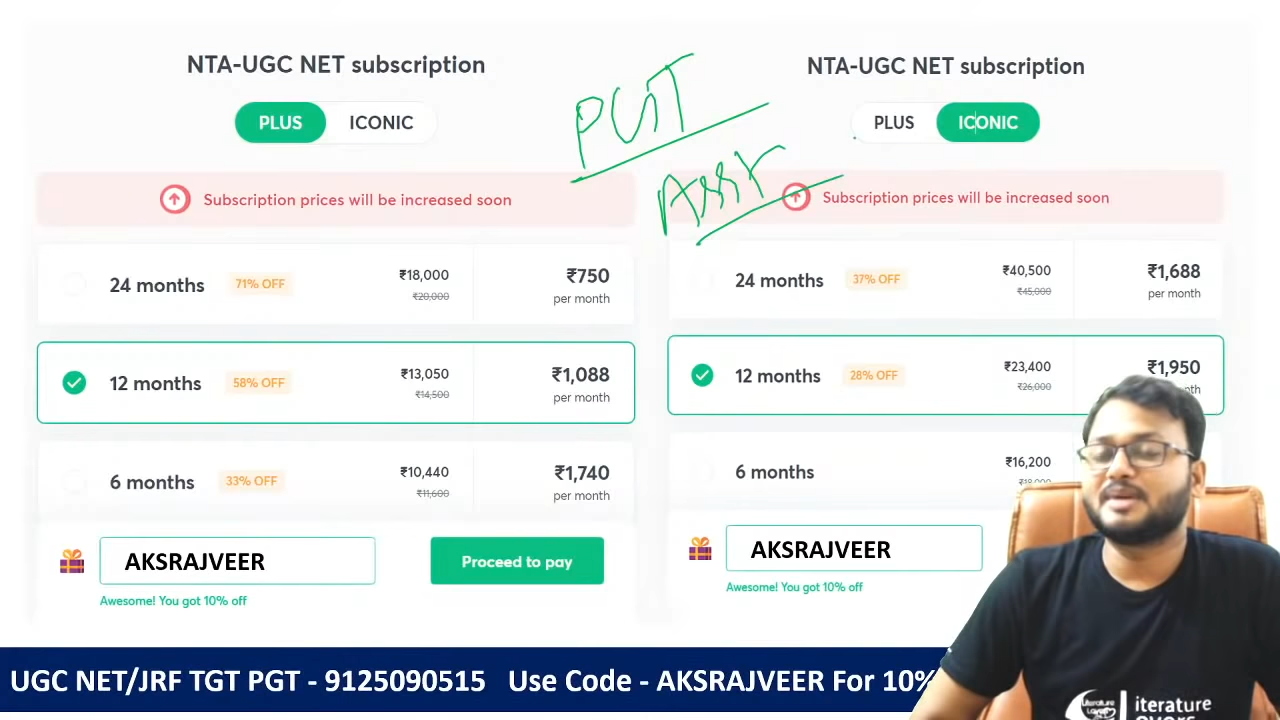 NTA-UGC NET subscription
PLUS
ICONIC
Subscription prices will be increased soon
24 months
71% OFF
₹18,000
₹20,000
₹750
per month
12 months
58% OFF
₹13,050
₹14,500
₹1,088
per month
6 months
33% OFF
₹10,440
₹11,600
₹1,740
per month
AKSRAJVEER
Proceed to pay
Awesome! You got 10% off
PGT
NTA-UGC NET subscription
PLUS
ICONIC
Subscription prices will be increased soon
24 months
37% OFF
₹40,500
₹45,000
₹1,688
per month
12 months
28% OFF
₹23,400
₹26,000
₹1,950
6 months
₹16,200
₹18,000
AKSRAJVEER
Awesome! You got 10% off
UGC NET/JRF TGT PGT - 9125090515 Use Code - AKSRAJVEER For 10%
iterature